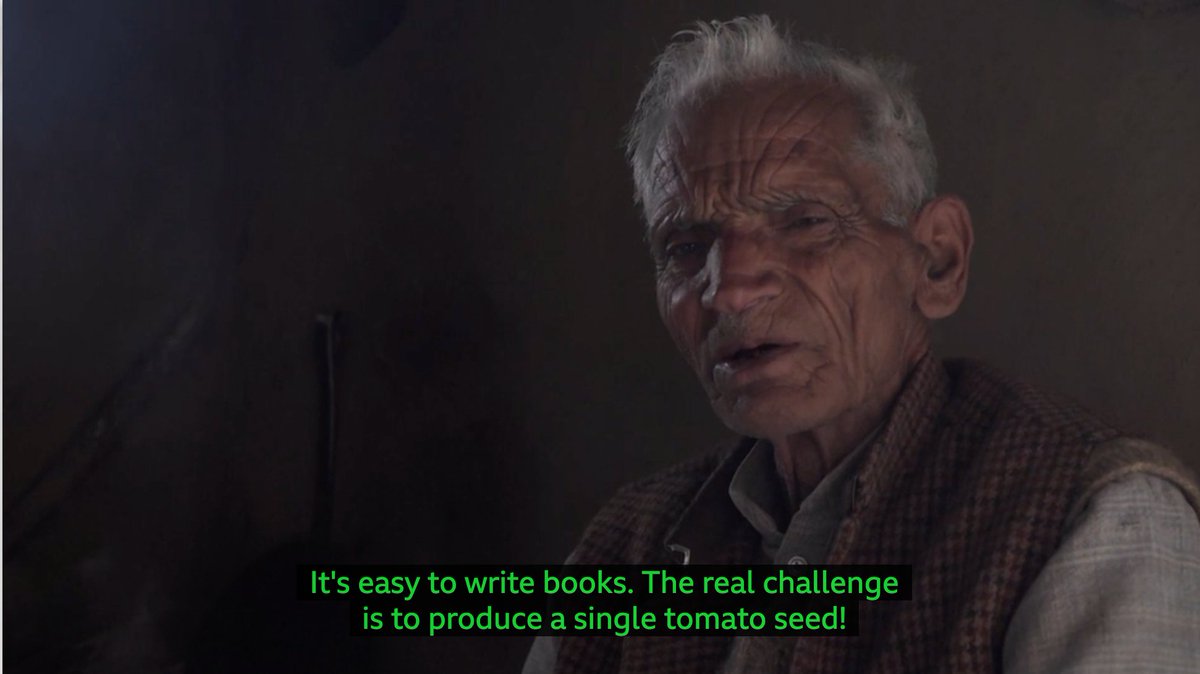 It's easy to write books. The real challenge
is to produce a single tomato seed!